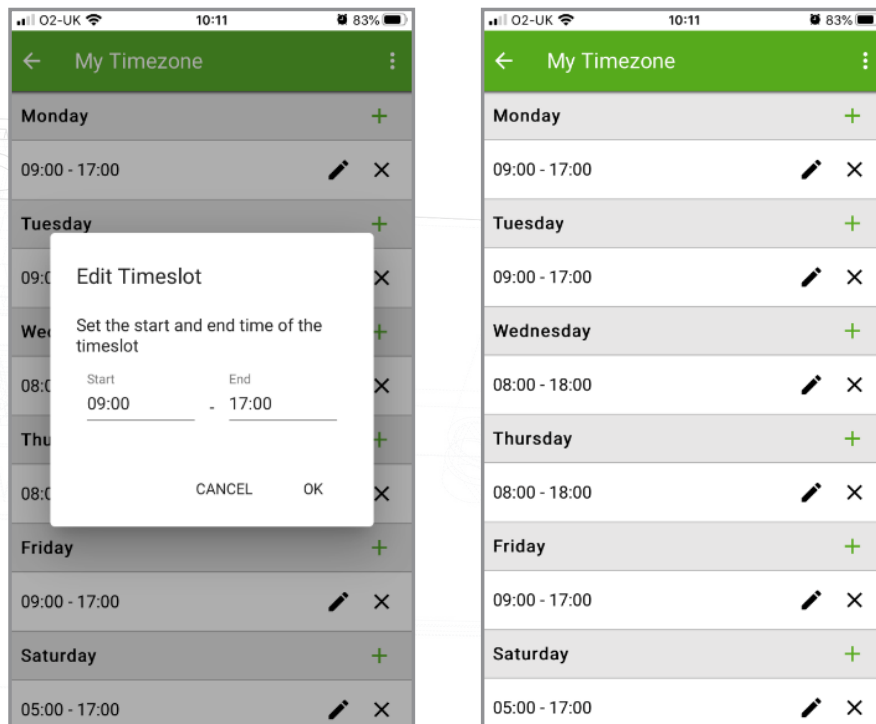 O2-UK 10:11 83%
My Timezone
Monday
09:00 - 17:00
Tuesday
09:0
Edit Timeslot
Set the start and end time of the
timeslot
Start End
09:00 - 17:00
CANCEL OK
Wed
08:0
Thu
08:0
Friday
09:00 - 17:00
Saturday
05:00 - 17:00
O2-UK 10:11 83%
My Timezone
Monday
09:00 - 17:00
Tuesday
09:00 - 17:00
Wednesday
08:00 - 18:00
Thursday
08:00 - 18:00
Friday
09:00 - 17:00
Saturday
05:00 - 17:00